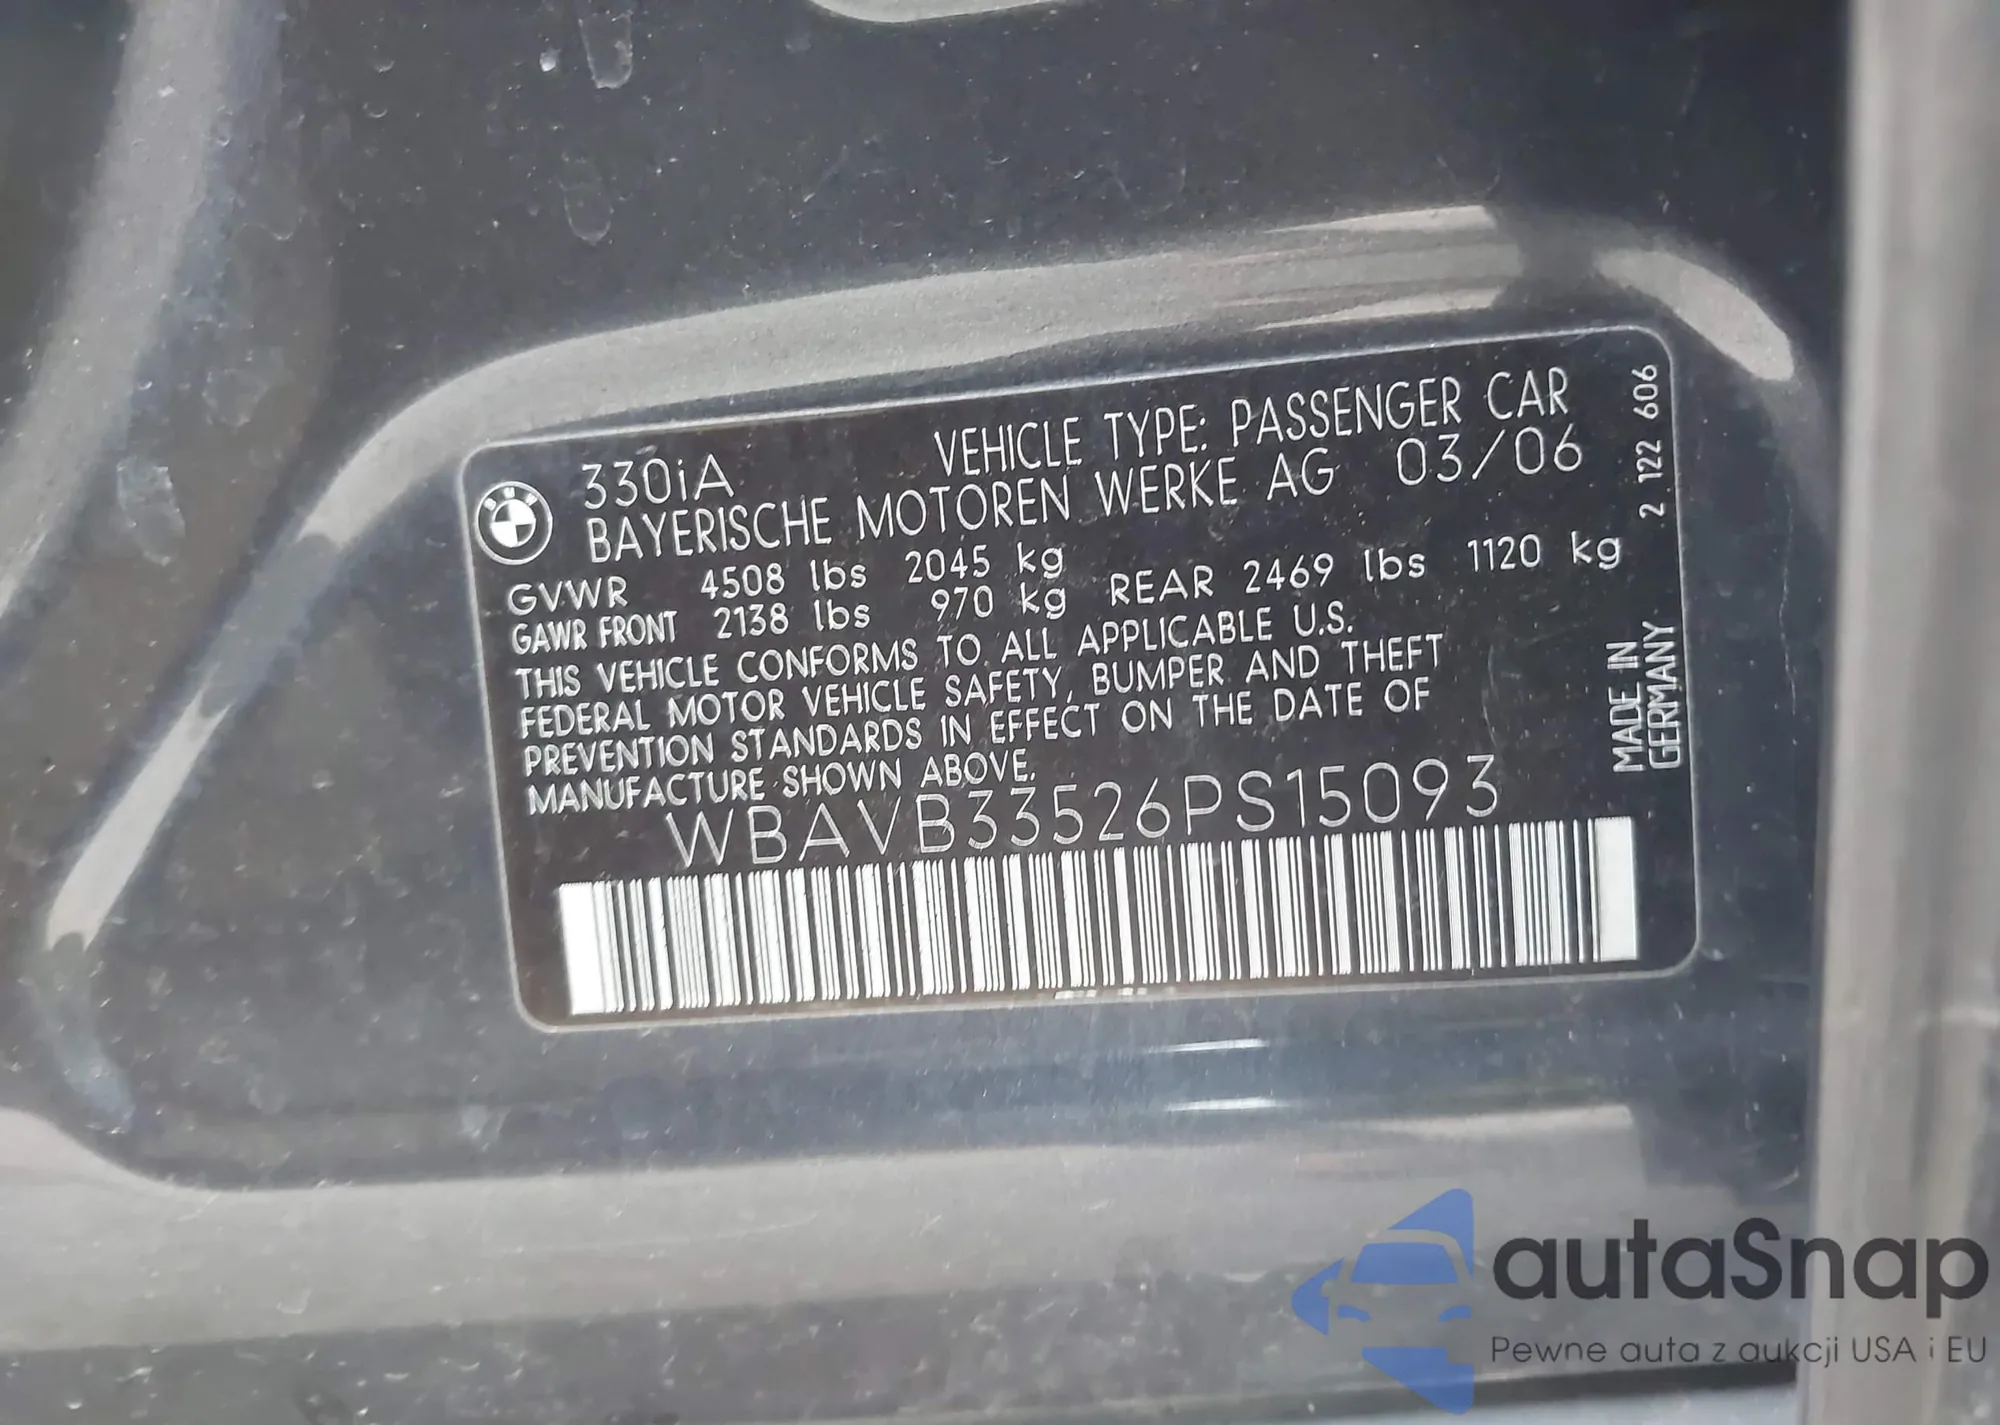 330iA
VEHICLE TYPE: PASSENGER CAR
BAYERISCHE MOTOREN WERKE AG 03/06
GVWR 4508 lbs 2045 kg
GAWR FRONT 2138 lbs 970 kg REAR 2469 lbs 1120 kg
THIS VEHICLE CONFORMS TO ALL APPLICABLE U.S.
FEDERAL MOTOR VEHICLE SAFETY, BUMPER AND THEFT
PREVENTION STANDARDS IN EFFECT ON THE DATE OF
MANUFACTURE SHOWN ABOVE.
WBAVB33526PS15093
2 122 606
MADE IN
GERMANY
autaSnap
Pewne auta z aukcji USA i EU